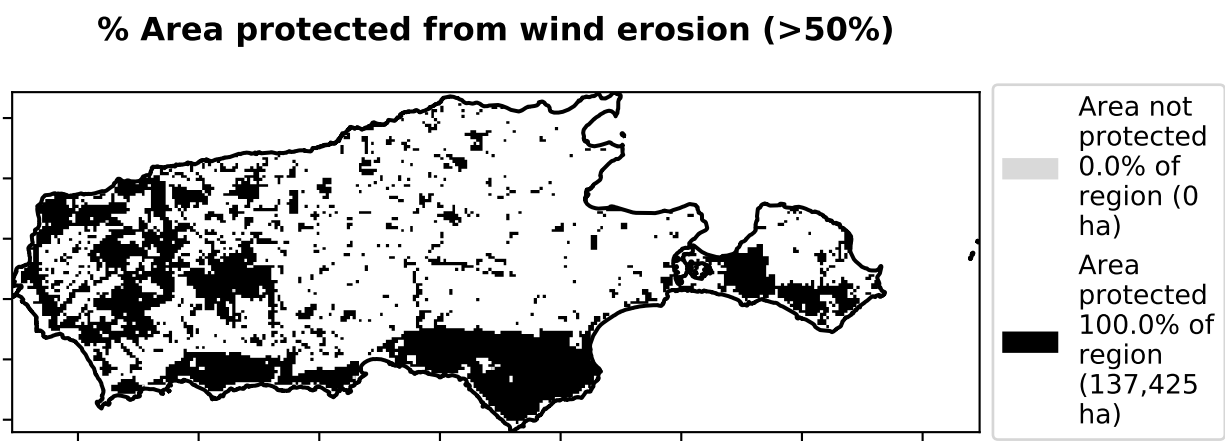 % Area protected from wind erosion (>50%)
Area not
protected
0.0% of
region (0
ha)
Area
protected
100.0% of
region
(137,425
ha)